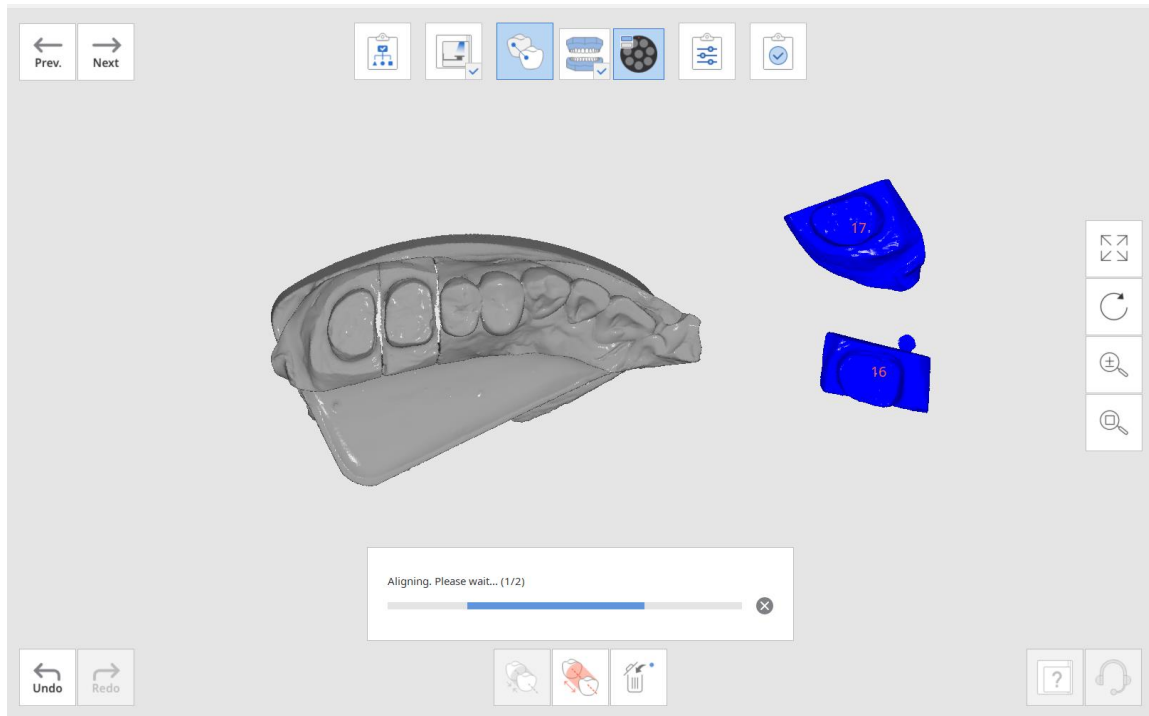 Prev.
Next
17
16
Aligning. Please wait... (1/2)
Undo
Redo
?